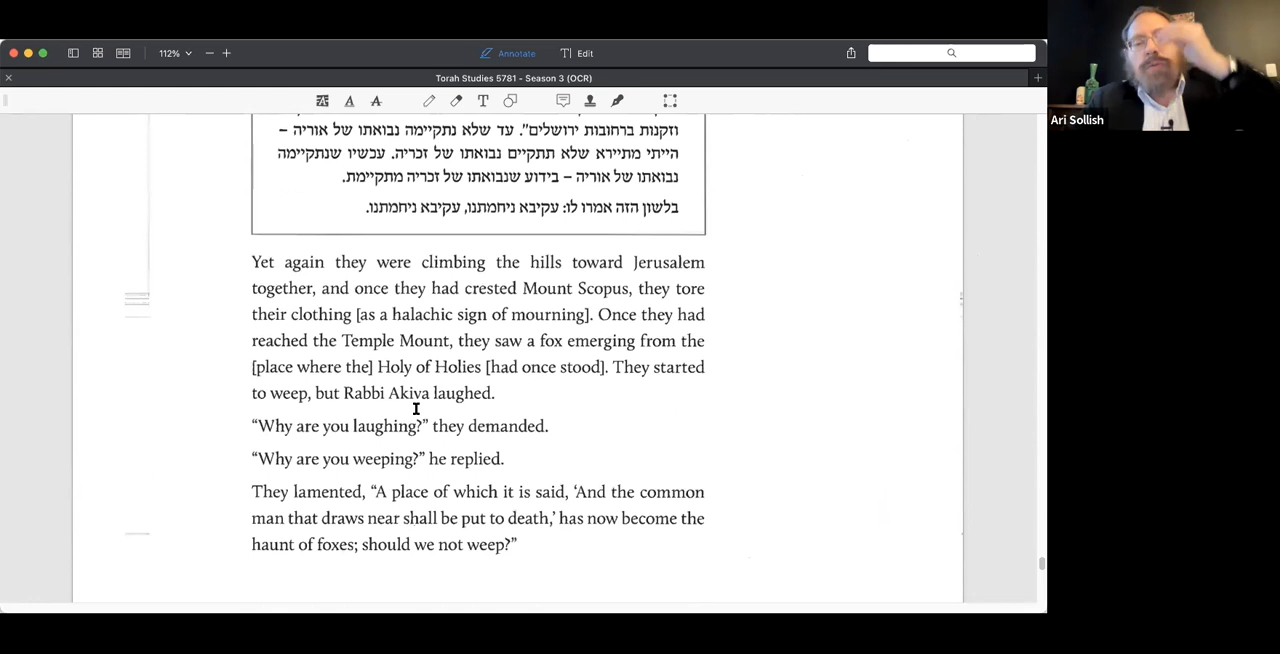 112%
Annotate
Edit
Torah Studies 5781 - Season 3 (OCR)
Ari Sollish
וזקנות ברחובות ירושלים". עד שלא נתקיימה נבואתו של אוריה –
הייתי מתיירא שלא תתקיים נבואתו של זכריה. עכשיו שנתקיימה
נבואתו של אוריה – בידוע שנבואתו של זכריה מתקיימת.
בלשון הזה אמרו לו: עקיבא ניחמתנו, עקיבא ניחמתנו.
Yet again they were climbing the hills toward Jerusalem
together, and once they had crested Mount Scopus, they tore
their clothing [as a halachic sign of mourning]. Once they had
reached the Temple Mount, they saw a fox emerging from the
[place where the] Holy of Holies [had once stood]. They started
to weep, but Rabbi Akiva laughed.
“Why are you laughing?” they demanded.
“Why are you weeping?” he replied.
They lamented, “A place of which it is said, ‘And the common
man that draws near shall be put to death,’ has now become the
haunt of foxes; should we not weep?”